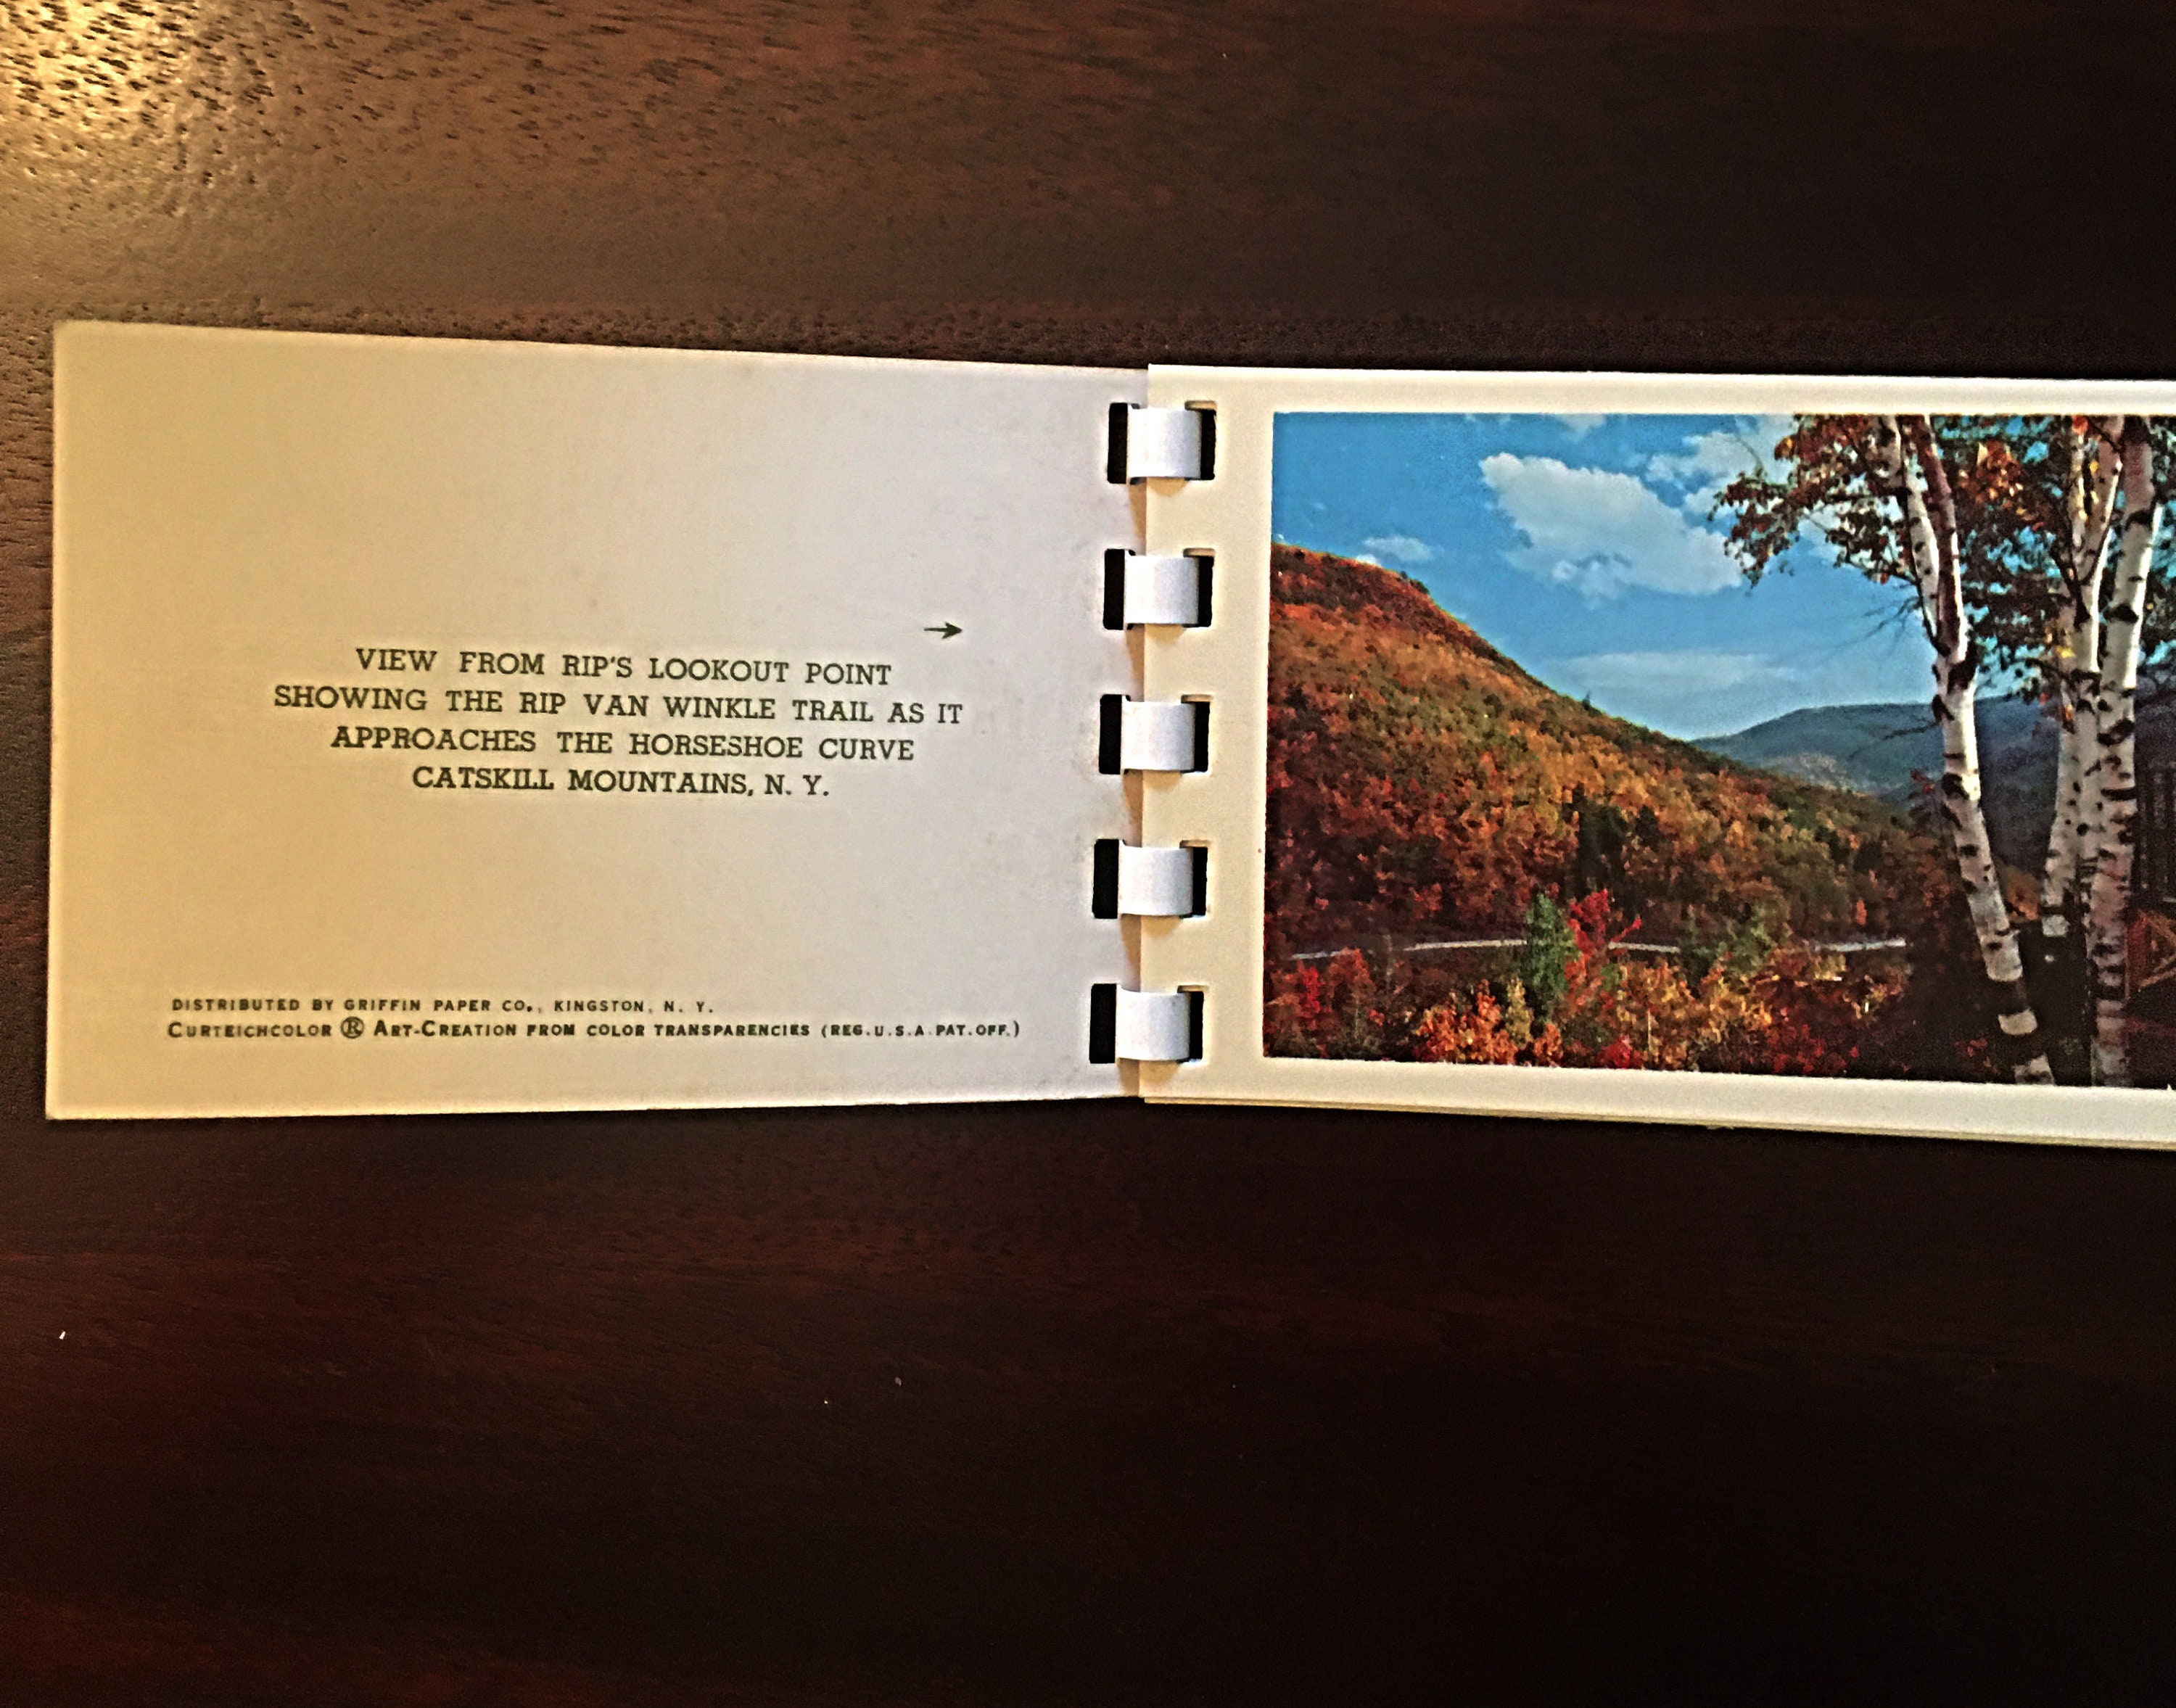 →
VIEW FROM RIP'S LOOKOUT POINT
SHOWING THE RIP VAN WINKLE TRAIL AS IT
APPROACHES THE HORSESHOE CURVE
CATSKILL MOUNTAINS, N. Y.
DISTRIBUTED BY GRIFFIN PAPER CO., KINGSTON, N. Y.
CURTEICHCOLOR ® ART-CREATION FROM COLOR TRANSPARENCIES (REG.U.S.A.PAT.OFF.)